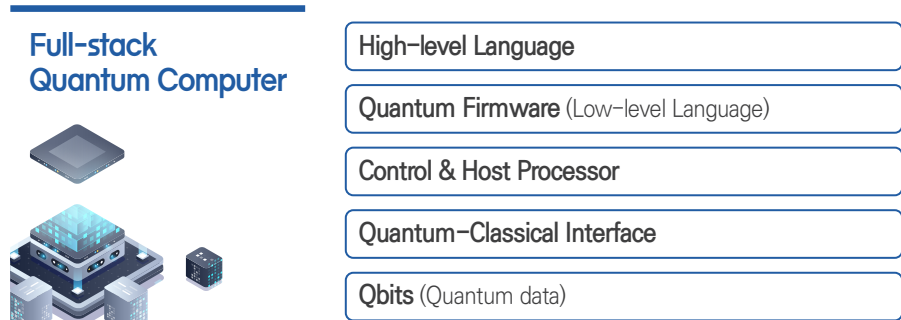 Full-stack
Quantum Computer
High-level Language
Quantum Firmware (Low-level Language)
Control & Host Processor
Quantum-Classical Interface
Qbits (Quantum data)